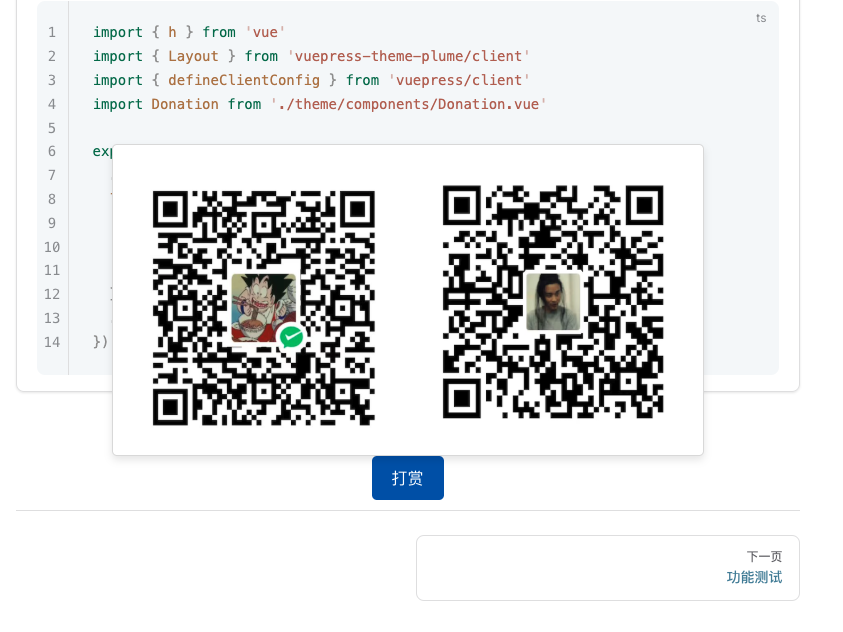 ts
1 import { h } from 'vue'
2 import { Layout } from 'vuepress-theme-plume/client'
3 import { defineClientConfig } from 'vuepress/client'
4 import Donation from './theme/components/Donation.vue'
5
6 exp
7
8
9
10
11
12
13
14 })
打赏
下一页
功能测试